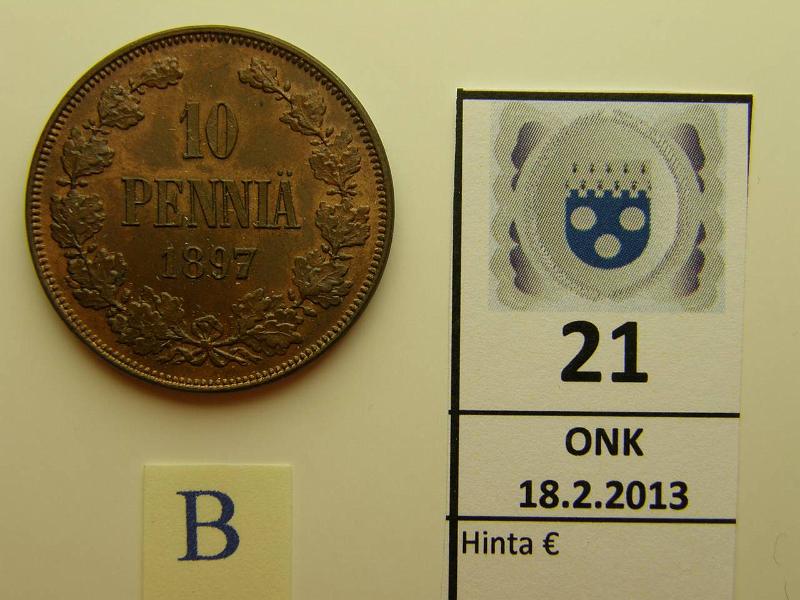 10
PENNIÄ
1897
B
21
ONK
18.2.2013
Hinta €